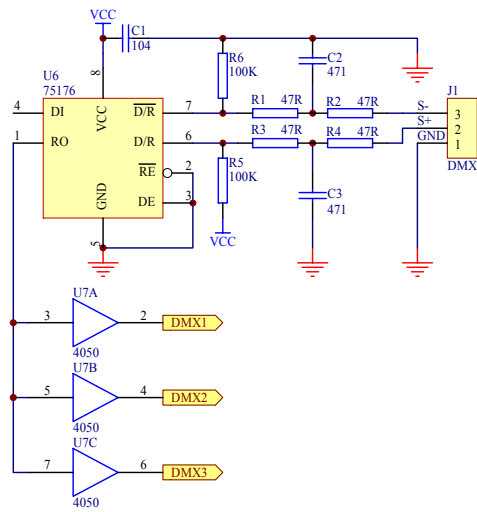 VCC
C1
104
U6
75176
8
R6
100K
C2
471
J1
4
DI
VCC
D/R
7
R1
47R
R2
47R
S-
3
1
RO
D/R
6
R3
47R
R4
47R
S+
2
GND
1
DMX
RE
2
R5
100K
GND
DE
3
C3
471
5
VCC
U7A
3
2
DMX1
4050
U7B
5
4
DMX2
4050
U7C
7
6
DMX3
4050